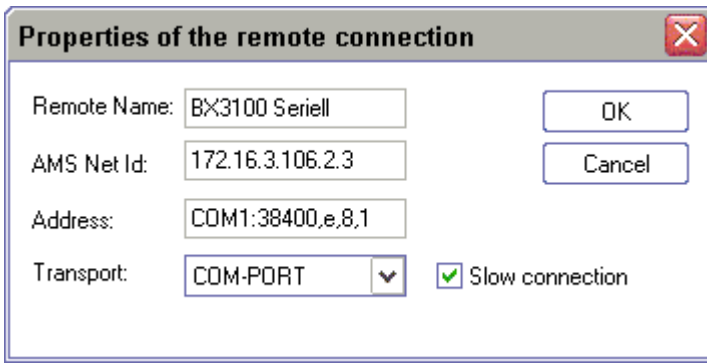 Properties of the remote connection
Remote Name: BX3100 Seriell OK
AMS Net Id: 172.16.3.106.2.3 Cancel
Address: COM1:38400,e,8,1
Transport: COM-PORT Slow connection